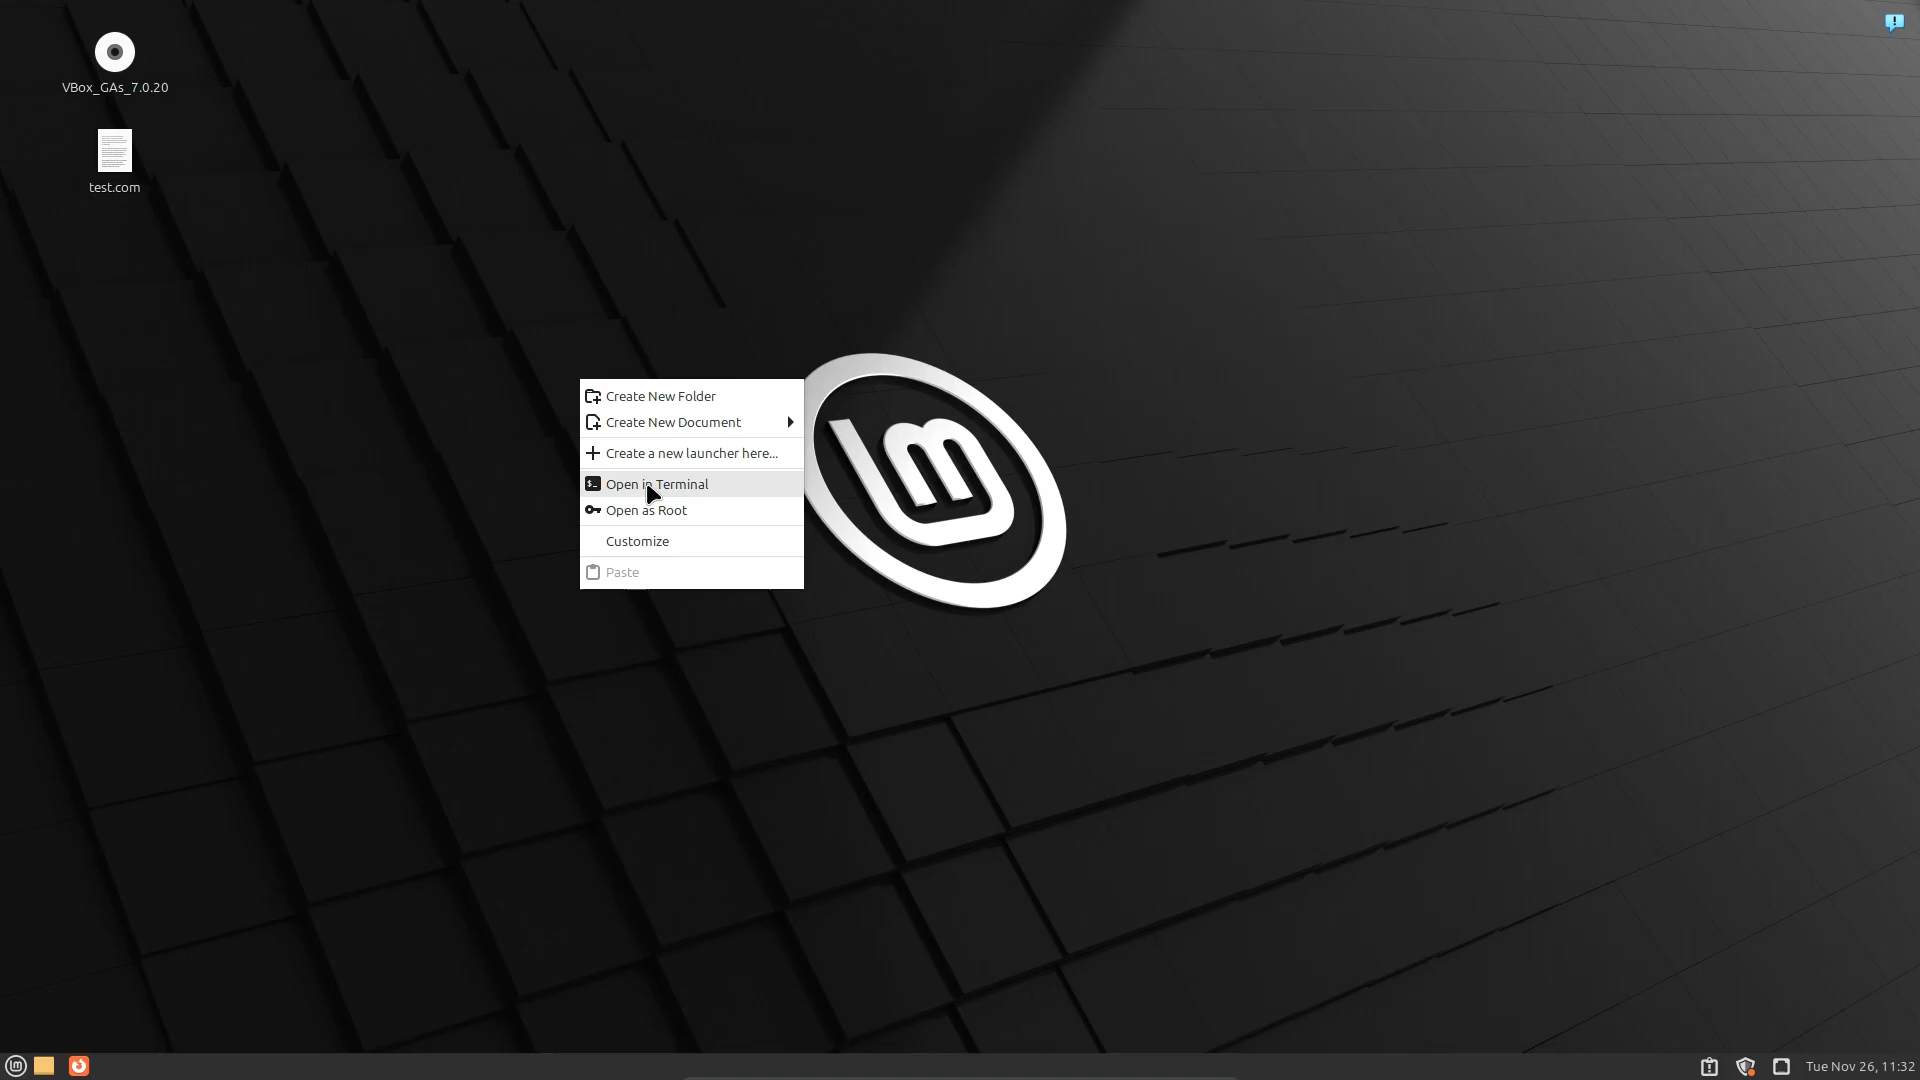 VBox_GAs_7.0.20
test.com
Create New Folder
Create New Document
Create a new launcher here...
Open in Terminal
Open as Root
Customize
Paste
Tue Nov 26, 11:32